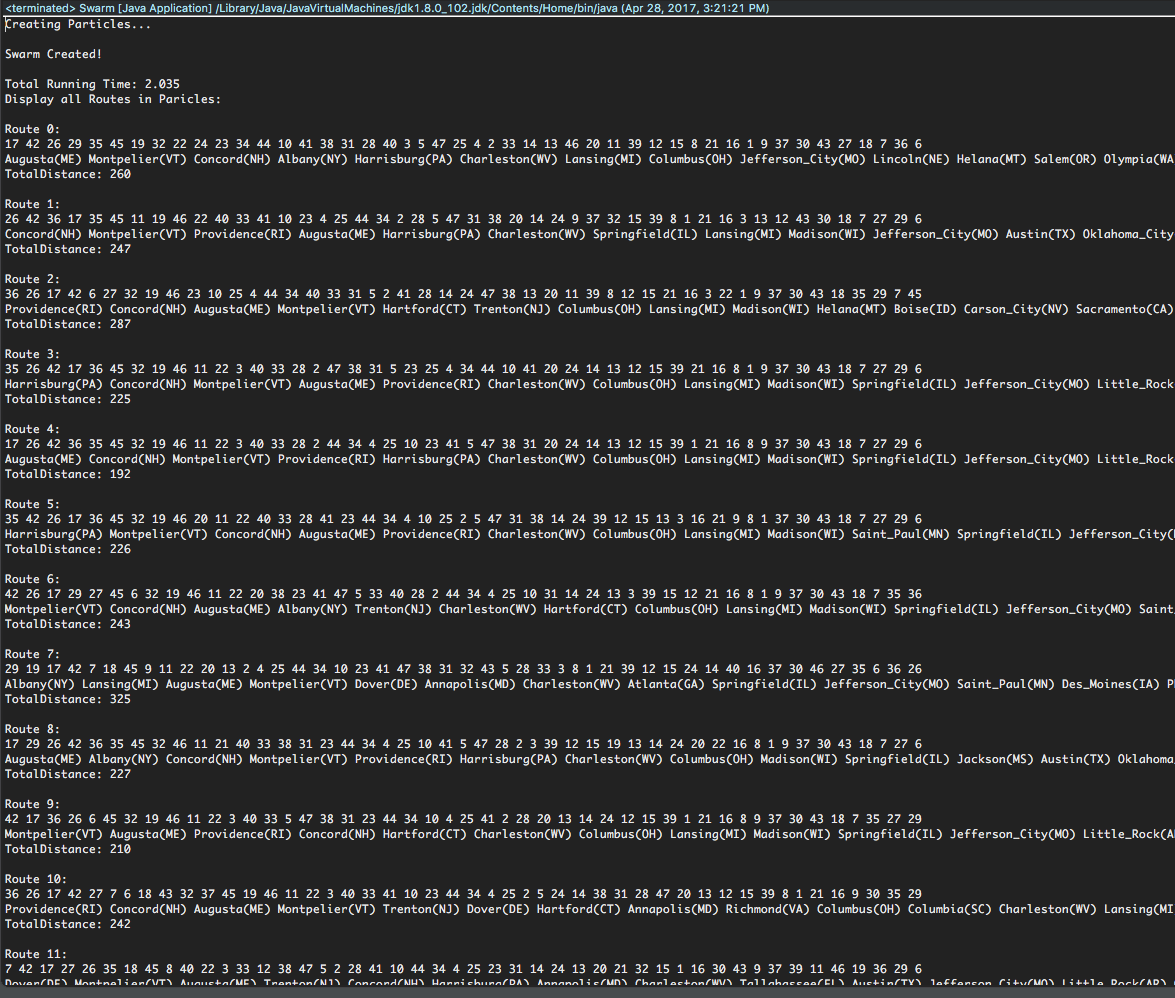 <terminated> Swarm [Java Application] /Library/Java/JavaVirtualMachines/jdk1.8.0_102.jdk/Contents/Home/bin/java (Apr 28, 2017, 3:21:21 PM)
Creating Particles...
Swarm Created!
Total Running Time: 2.035
Display all Routes in Paricles:
Route 0:
17 42 26 29 35 45 19 32 22 24 23 34 44 10 41 38 31 28 40 3 5 47 25 4 2 33 14 13 46 20 11 39 12 15 8 21 16 1 9 37 30 43 27 18 7 36 6
Augusta(ME) Montpelier(VT) Concord(NH) Albany(NY) Harrisburg(PA) Charleston(WV) Lansing(MI) Columbus(OH) Jefferson_City(MO) Lincoln(NE) Helana(MT) Salem(OR) Olympia(WA
TotalDistance: 260
Route 1:
26 42 36 17 35 45 11 19 46 22 40 33 41 10 23 4 25 44 34 2 28 5 47 31 38 20 14 24 9 37 32 15 39 8 1 21 16 3 13 12 43 30 18 7 27 29 6
Concord(NH) Montpelier(VT) Providence(RI) Augusta(ME) Harrisburg(PA) Charleston(WV) Springfield(IL) Lansing(MI) Madison(WI) Jefferson_City(MO) Austin(TX) Oklahoma_City
TotalDistance: 247
Route 2:
36 26 17 42 6 27 32 19 46 23 10 25 4 44 34 40 33 31 5 2 41 28 14 24 47 38 13 20 11 39 8 12 15 21 16 3 22 1 9 37 30 43 18 35 29 7 45
Providence(RI) Concord(NH) Augusta(ME) Montpelier(VT) Hartford(CT) Trenton(NJ) Columbus(OH) Lansing(MI) Madison(WI) Helana(MT) Boise(ID) Carson_City(NV) Sacramento(CA)
TotalDistance: 287
Route 3:
35 26 42 17 36 45 32 19 46 11 22 3 40 33 28 2 47 38 31 5 23 25 4 34 44 10 41 20 24 14 13 12 15 39 21 16 8 1 9 37 30 43 18 7 27 29 6
Harrisburg(PA) Concord(NH) Montpelier(VT) Augusta(ME) Providence(RI) Charleston(WV) Columbus(OH) Lansing(MI) Madison(WI) Springfield(IL) Jefferson_City(MO) Little_Rock
TotalDistance: 225
Route 4:
17 26 42 36 35 45 32 19 46 11 22 3 40 33 28 2 44 34 4 25 10 23 41 5 47 38 31 20 24 14 13 12 15 39 1 21 16 8 9 37 30 43 18 7 27 29 6
Augusta(ME) Concord(NH) Montpelier(VT) Providence(RI) Harrisburg(PA) Charleston(WV) Columbus(OH) Lansing(MI) Madison(WI) Springfield(IL) Jefferson_City(MO) Little_Rock
TotalDistance: 192
Route 5:
35 42 26 17 36 45 32 19 46 20 11 22 40 33 28 41 23 44 34 4 10 25 2 5 47 31 38 14 24 39 12 15 13 3 16 21 9 8 1 37 30 43 18 7 27 29 6
Harrisburg(PA) Montpelier(VT) Concord(NH) Augusta(ME) Providence(RI) Charleston(WV) Columbus(OH) Lansing(MI) Madison(WI) Saint_Paul(MN) Springfield(IL) Jefferson_City(
TotalDistance: 226
Route 6:
42 26 17 29 27 45 6 32 19 46 11 22 20 38 23 41 47 5 33 40 28 2 44 34 4 25 10 31 14 24 13 3 39 15 12 21 16 8 1 9 37 30 43 18 7 35 36
Montpelier(VT) Concord(NH) Augusta(ME) Albany(NY) Trenton(NJ) Charleston(WV) Hartford(CT) Columbus(OH) Lansing(MI) Madison(WI) Springfield(IL) Jefferson_City(MO) Saint_
TotalDistance: 243
Route 7:
29 19 17 42 7 18 45 9 11 22 20 13 2 4 25 44 34 10 23 41 47 38 31 32 43 5 28 33 3 8 1 21 39 12 15 24 14 40 16 37 30 46 27 35 6 36 26
Albany(NY) Lansing(MI) Augusta(ME) Montpelier(VT) Dover(DE) Annapolis(MD) Charleston(WV) Atlanta(GA) Springfield(IL) Jefferson_City(MO) Saint_Paul(MN) Des_Moines(IA) P
TotalDistance: 325
Route 8:
17 29 26 42 36 35 45 32 46 11 21 40 33 38 31 23 44 34 4 25 10 41 5 47 28 2 3 39 12 15 19 13 14 24 20 22 16 8 1 9 37 30 43 18 7 27 6
Augusta(ME) Albany(NY) Concord(NH) Montpelier(VT) Providence(RI) Harrisburg(PA) Charleston(WV) Columbus(OH) Madison(WI) Springfield(IL) Jackson(MS) Austin(TX) Oklahoma_
TotalDistance: 227
Route 9:
42 17 36 26 6 45 32 19 46 11 22 3 40 33 5 47 38 31 23 44 34 10 4 25 41 2 28 20 13 14 24 12 15 39 1 21 16 8 9 37 30 43 18 7 35 27 29
Montpelier(VT) Augusta(ME) Providence(RI) Concord(NH) Hartford(CT) Charleston(WV) Columbus(OH) Lansing(MI) Madison(WI) Springfield(IL) Jefferson_City(MO) Little_Rock(A
TotalDistance: 210
Route 10:
36 26 17 42 27 7 6 18 43 32 37 45 19 46 11 22 3 40 33 41 10 23 44 34 4 25 2 5 24 14 38 31 28 47 20 13 12 15 39 8 1 21 16 9 30 35 29
Providence(RI) Concord(NH) Augusta(ME) Montpelier(VT) Trenton(NJ) Dover(DE) Hartford(CT) Annapolis(MD) Richmond(VA) Columbus(OH) Columbia(SC) Charleston(WV) Lansing(MI
TotalDistance: 242
Route 11:
7 42 17 27 26 35 18 45 8 40 22 3 33 12 38 47 5 2 28 41 10 44 34 4 25 23 31 14 24 13 20 21 32 15 1 16 30 43 9 37 39 11 46 19 36 29 6
Dover(DE) Montpelier(VT) Augusta(ME) Trenton(NJ) Concord(NH) Harrisburg(PA) Annapolis(MD) Charleston(WV) Tallahassee(FL) Austin(TX) Jefferson_City(MO) Little_Rock(AR)